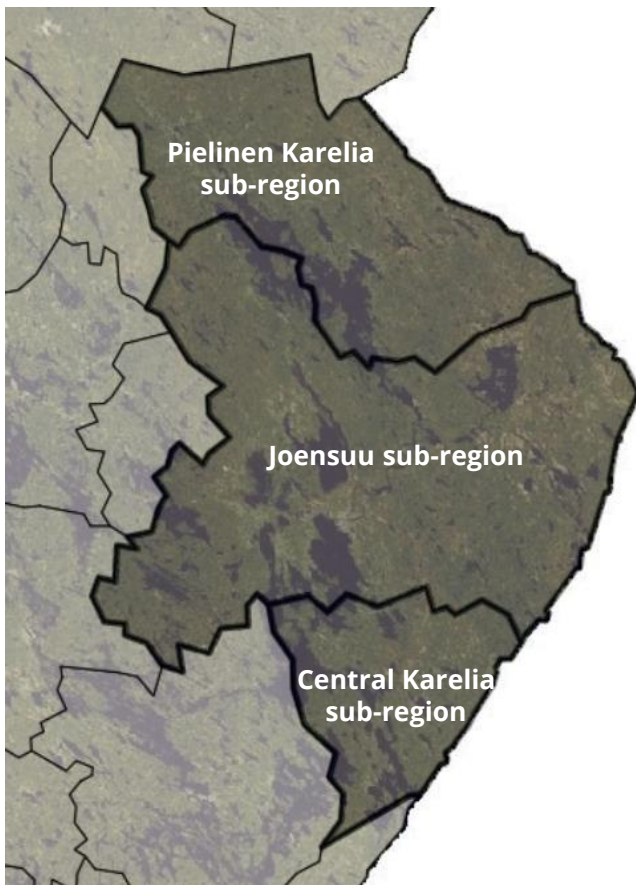 Pielinen Karelia
sub-region
Joensuu sub-region
Central Karelia
sub-region